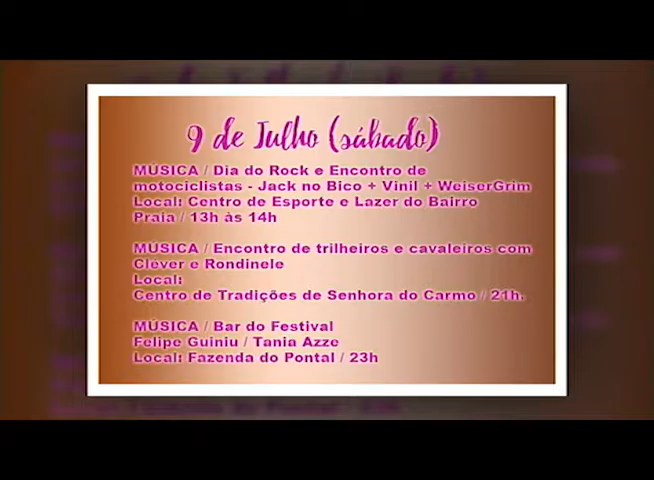 9 de Julho (sábado)
MÚSICA / Dia do Rock e Encontro de
motociclistas - Jack no Bico + Vinil + WeiserGrim
Local: Centro de Esporte e Lazer do Bairro
Praia / 13h às 14h
MÚSICA / Encontro de trilheiros e cavaleiros com
Clever e Rondinele
Local:
Centro de Tradições de Senhora do Carmo / 21h.
MÚSICA / Bar do Festival
Felipe Guiniu / Tania Azze
Local: Fazenda do Pontal / 23h